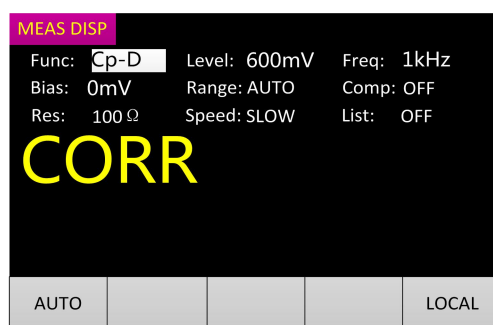 MEAS DISP
Func: Cp-D Level: 600mV Freq: 1kHz
Bias: 0mV Range: AUTO Comp: OFF
Res: 100 Ω Speed: SLOW List: OFF
CORR
AUTO LOCAL